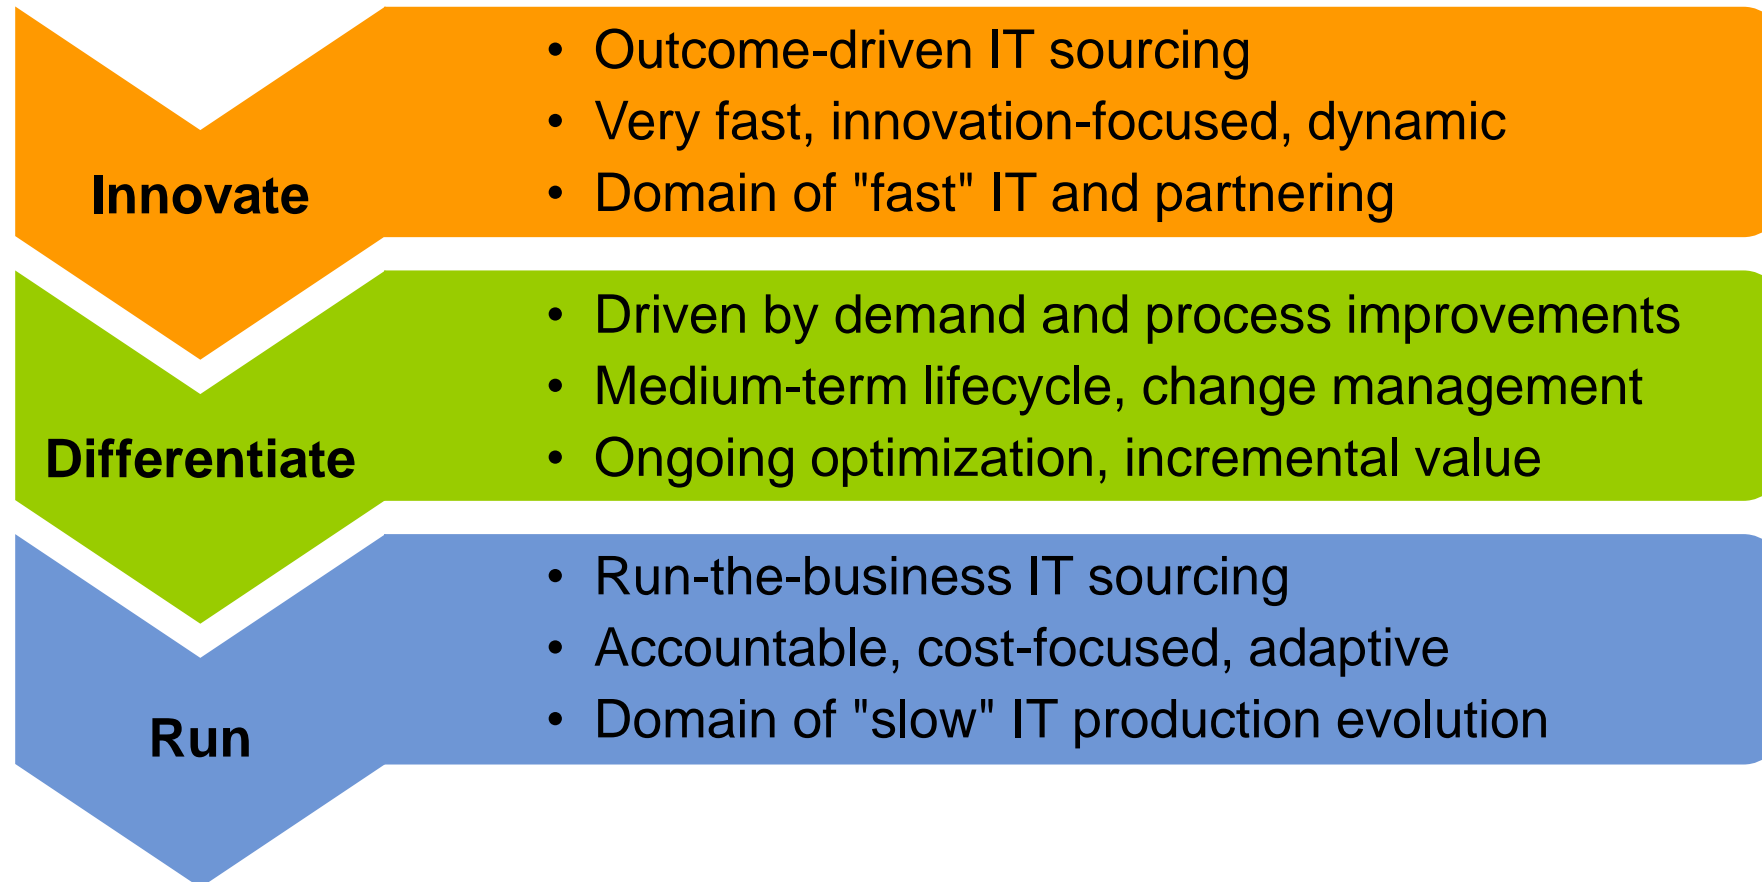 Innovate
• Outcome-driven IT sourcing
• Very fast, innovation-focused, dynamic
• Domain of "fast" IT and partnering
Differentiate
• Driven by demand and process improvements
• Medium-term lifecycle, change management
• Ongoing optimization, incremental value
Run
• Run-the-business IT sourcing
• Accountable, cost-focused, adaptive
• Domain of "slow" IT production evolution